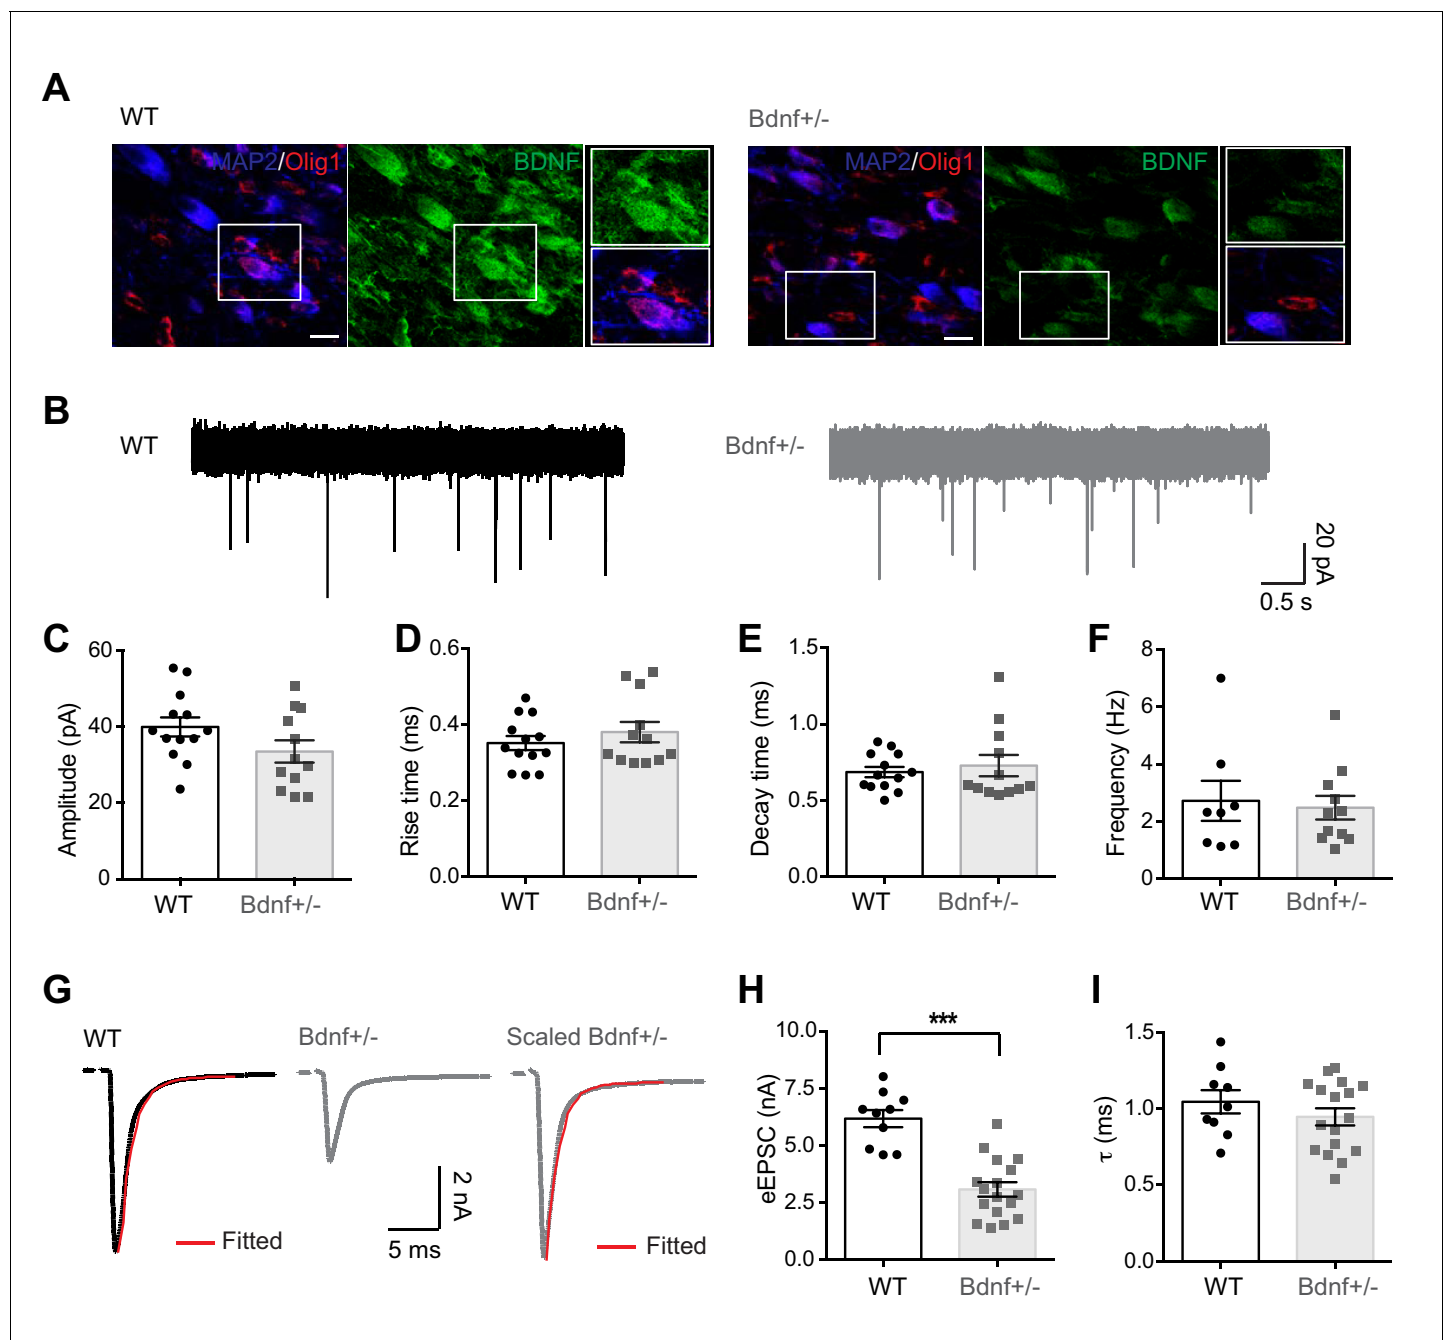 A
WT
Bdnf+/-
MAP2/Olig1
BDNF
MAP2/Olig1
BDNF
B
WT
Bdnf+/-
20 pA
0.5 s
C
D
E
F
60
40
20
0
Amplitude (pA)
WT
Bdnf+/-
0.6
0.4
0.2
0.0
Rise time (ms)
WT
Bdnf+/-
1.5
1.0
0.5
0.0
Decay time (ms)
WT
Bdnf+/-
8
6
4
2
0
Frequency (Hz)
WT
Bdnf+/-
G
WT
Bdnf+/-
Scaled Bdnf+/-
Fitted
2 nA
5 ms
Fitted
H
***
10.0
7.5
5.0
2.5
0.0
eEPSC (nA)
WT
Bdnf+/-
I
1.5
1.0
0.5
0.0
τ (ms)
WT
Bdnf+/-